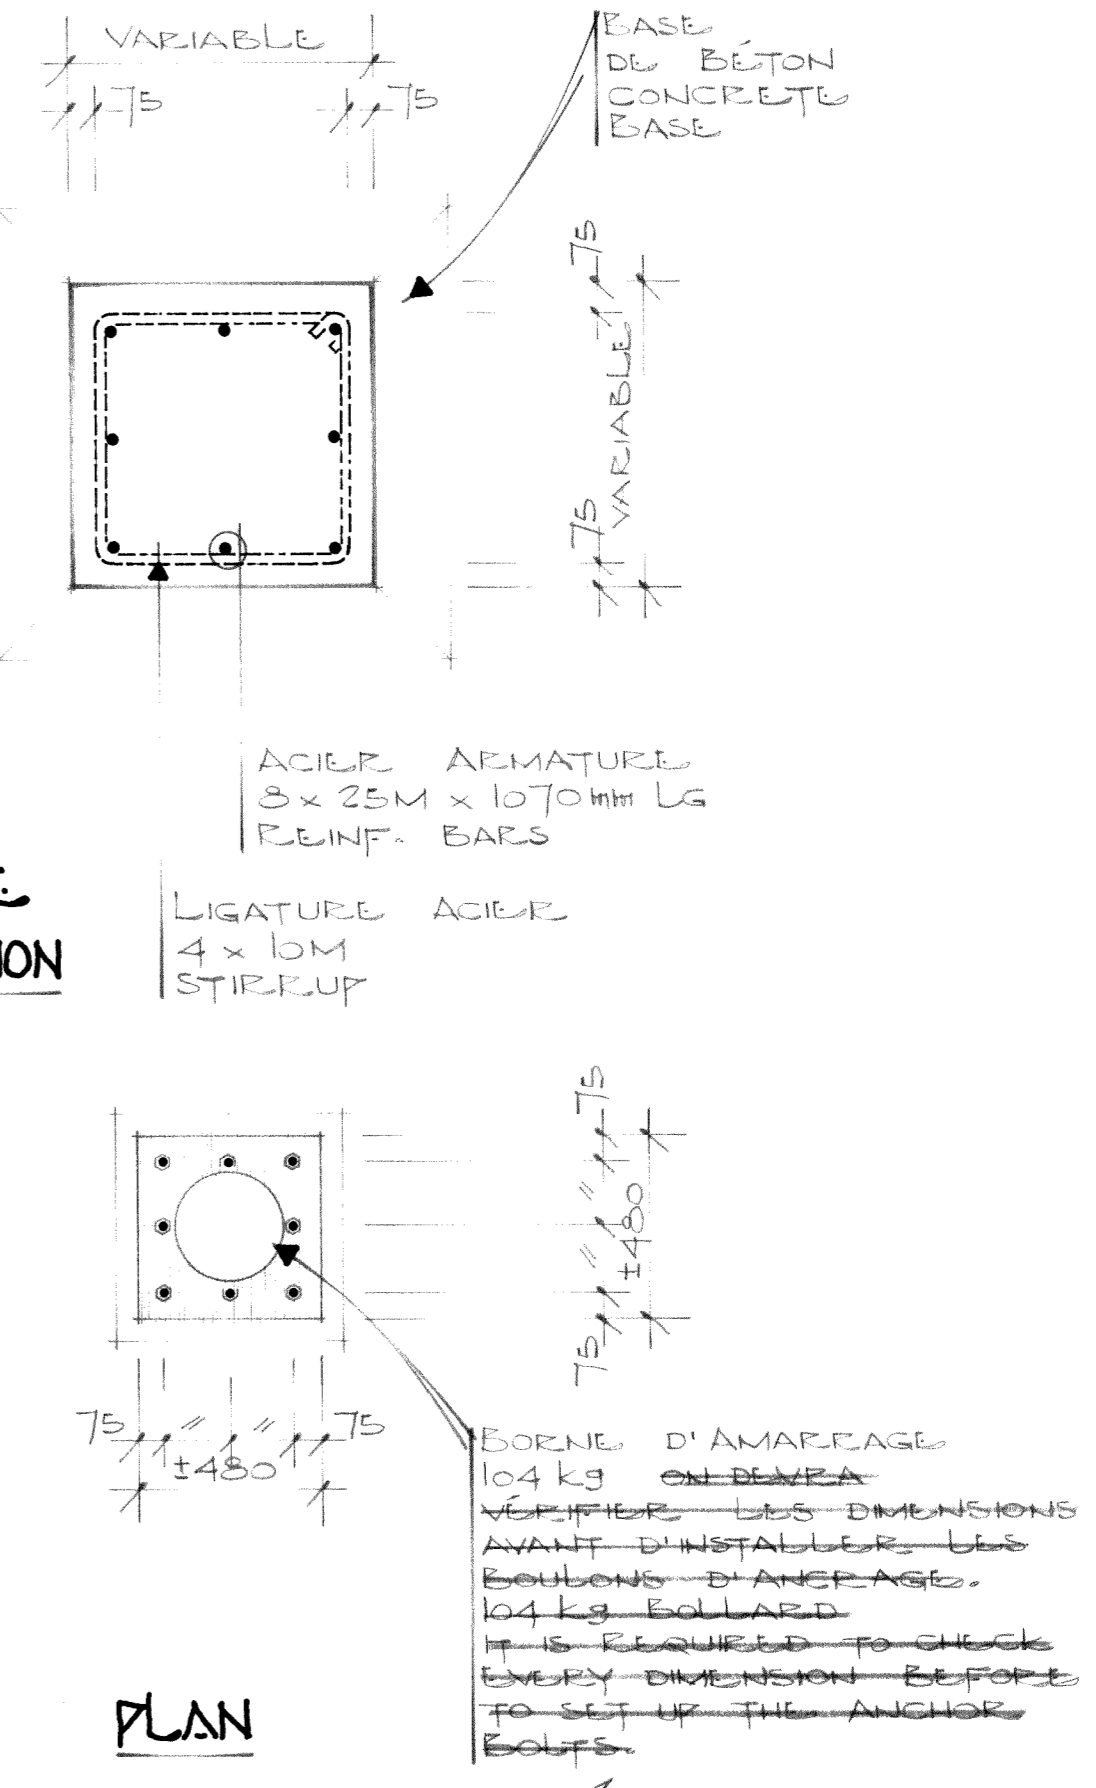 VARIABLE
75 75
BASE
DE BÉTON
CONCRETE
BASE
75
VARIABLE
75
ACIER ARMATURE
8 x 25M x 1070mm LG
REINF. BARS
LIGATURE ACIER
4 x 10M
STIRRUP
E
ION
75
"
"
±480
75
75 " " 75
±480
BORNE D'AMARRAGE
104 kg ON DEVRA
VÉRIFIER LES DIMENSIONS
AVANT D'INSTALLER LES
BOULONS D'ANCRAGE.
104 kg BOLLARD
IT IS REQUIRED TO CHECK
EVERY DIMENSION BEFORE
TO SET UP THE ANCHOR
BOLTS.
PLAN